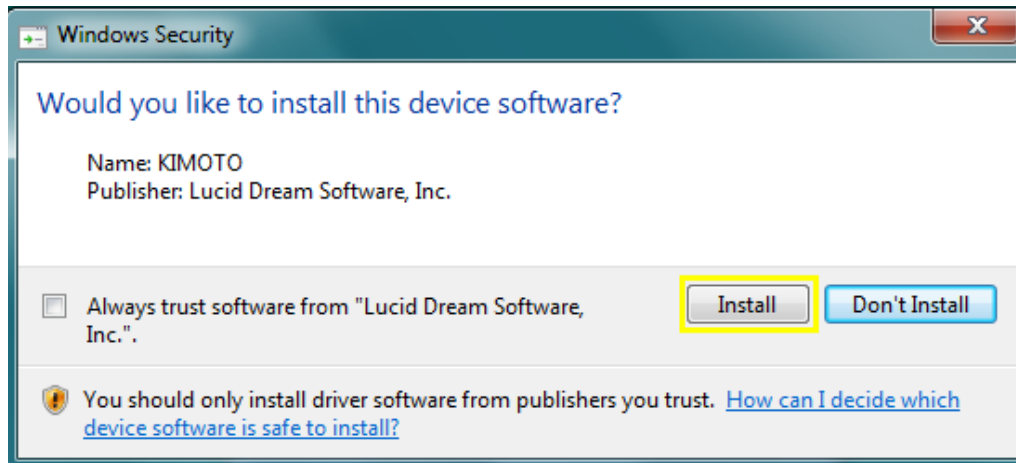 Windows Security
Would you like to install this device software?
Name: KIMOTO
Publisher: Lucid Dream Software, Inc.
Always trust software from "Lucid Dream Software,
Inc.".
Install
Don't Install
You should only install driver software from publishers you trust. How can I decide which
device software is safe to install?